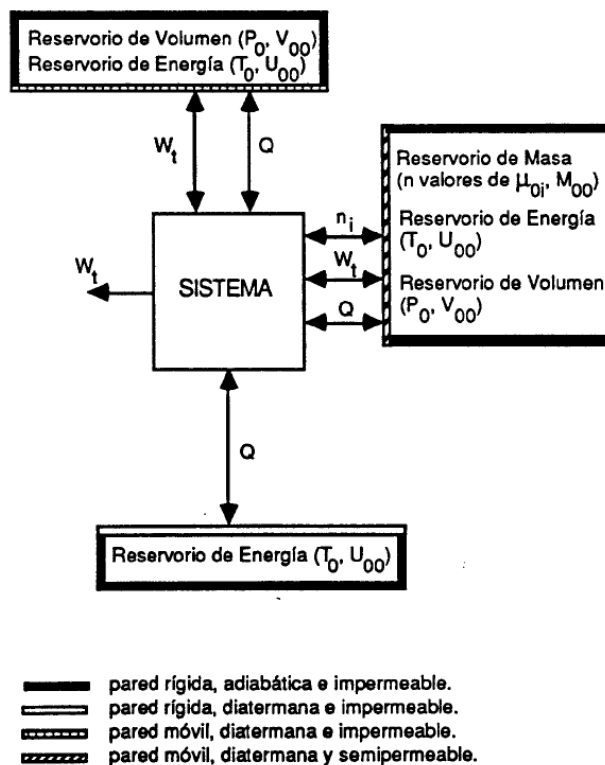 Reservorio de Volumen (P0, V00)
Reservorio de Energía (T0, U00)
Wt
Q
Reservorio de Masa
(n valores de μ0i, M00)
Reservorio de Energía
(T0, U00)
Reservorio de Volumen
(P0, V00)
ni
Wt
Q
Wt
SISTEMA
Q
Reservorio de Energía (T0, U00)
pared rígida, adiabática e impermeable.
pared rígida, diatermana e impermeable.
pared móvil, diatermana e impermeable.
pared móvil, diatermana y semipermeable.